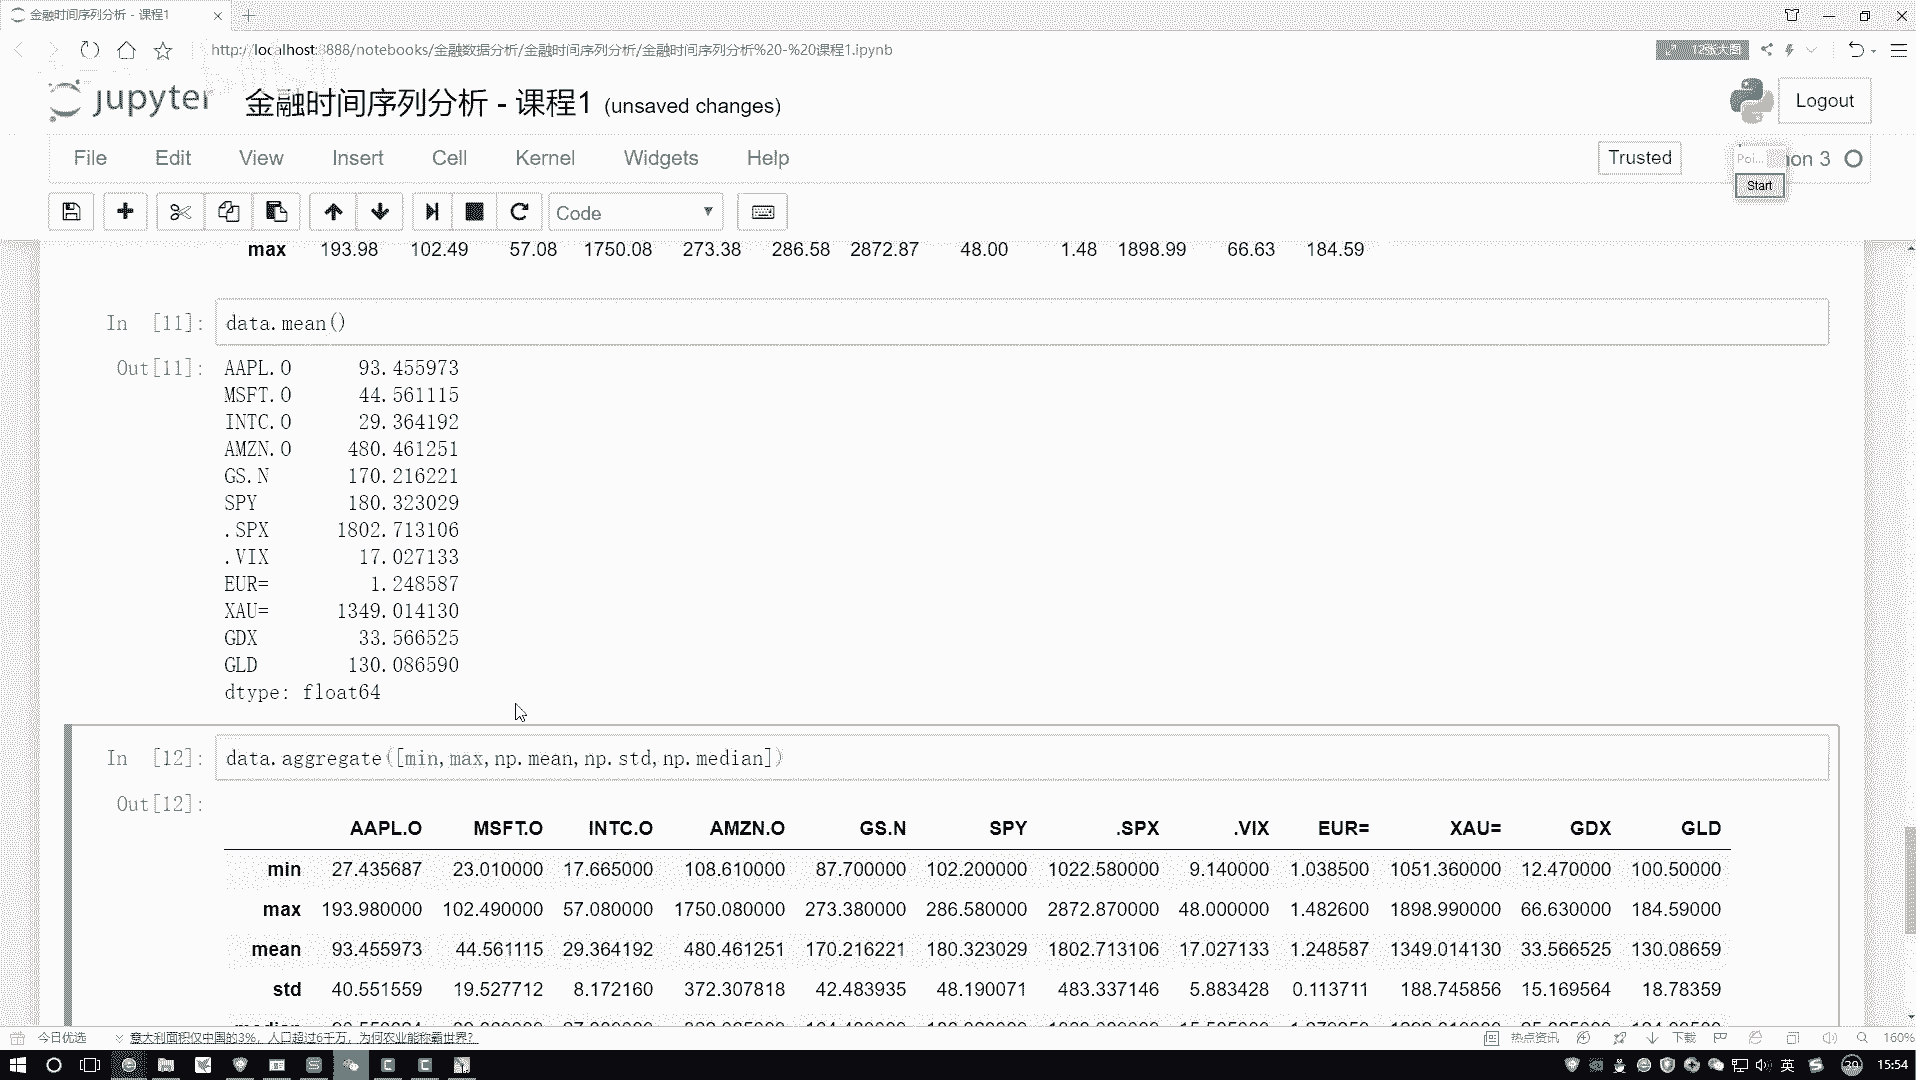 金融时间序列分析 - 课程1
http://localhost:8888/notebooks/金融数据分析/金融时间序列分析/金融时间序列分析%20-%20课程1.ipynb
12张大图
jupyter 金融时间序列分析 - 课程1 (unsaved changes)
Logout
File Edit View Insert Cell Kernel Widgets Help
Trusted
Poi... hon 3
Start
Code
max 193.98 102.49 57.08 1750.08 273.38 286.58 2872.87 48.00 1.48 1898.99 66.63 184.59
In [11]: data.mean()
Out[11]: AAPL.O 93.455973
MSFT.O 44.561115
INTC.O 29.364192
AMZN.O 480.461251
GS.N 170.216221
SPY 180.323029
.SPX 1802.713106
.VIX 17.027133
EUR= 1.248587
XAU= 1349.014130
GDX 33.566525
GLD 130.086590
dtype: float64
In [12]: data.aggregate([min,max,np.mean,np.std,np.median])
Out[12]:
AAPL.O MSFT.O INTC.O AMZN.O GS.N SPY .SPX .VIX EUR= XAU= GDX GLD
min 27.435687 23.010000 17.665000 108.610000 87.700000 102.200000 1022.580000 9.140000 1.038500 1051.360000 12.470000 100.50000
max 193.980000 102.490000 57.080000 1750.080000 273.380000 286.580000 2872.870000 48.000000 1.482600 1898.990000 66.630000 184.59000
mean 93.455973 44.561115 29.364192 480.461251 170.216221 180.323029 1802.713106 17.027133 1.248587 1349.014130 33.566525 130.08659
std 40.551559 19.527712 8.172160 372.307818 42.483935 48.190071 483.337146 5.883428 0.113711 188.745856 15.169564 18.78359
今日优选 意大利面积仅中国的3%，人口超过6千万，为何农业能称霸世界?
热点资讯 下载 160%
英 29 15:54